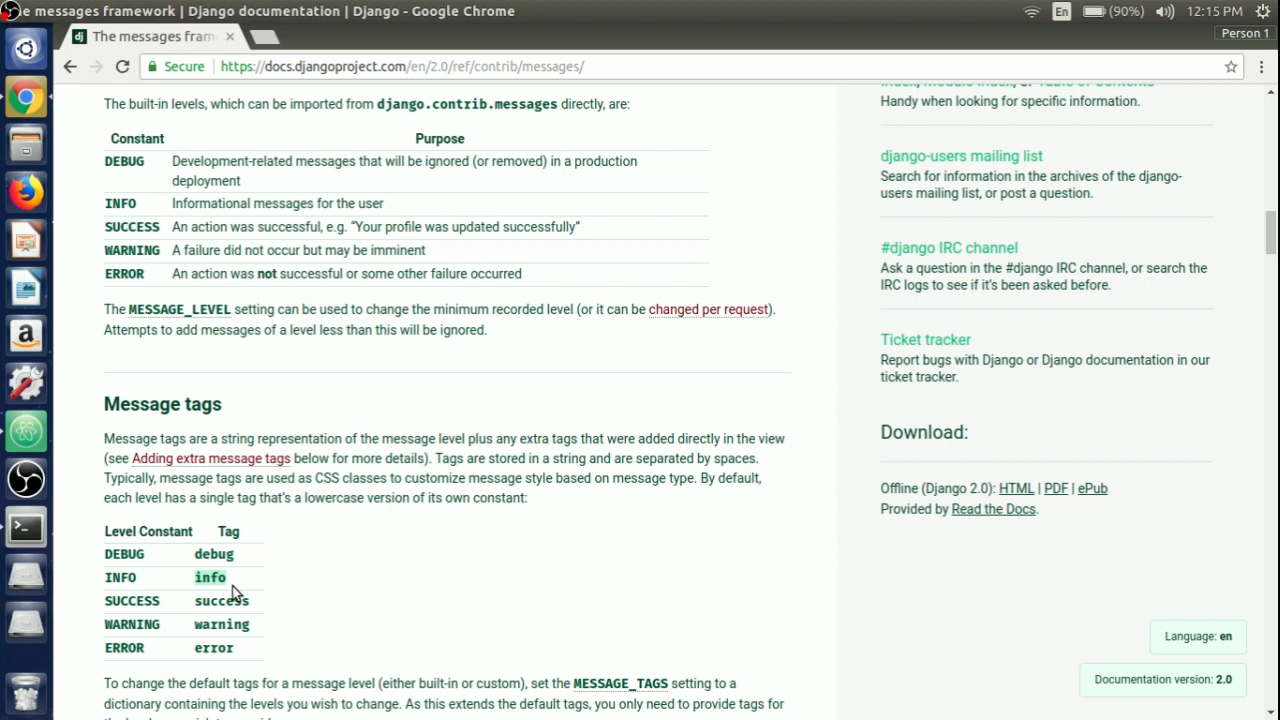 e messages framework | Django documentation | Django - Google Chrome
En
(90%)
12:15 PM
Person 1
dj
The messages fram
Secure
https://docs.djangoproject.com/en/2.0/ref/contrib/messages/
The built-in levels, which can be imported from django.contrib.messages directly, are:
Constant Purpose
DEBUG Development-related messages that will be ignored (or removed) in a production
deployment
INFO Informational messages for the user
SUCCESS An action was successful, e.g. “Your profile was updated successfully”
WARNING A failure did not occur but may be imminent
ERROR An action was not successful or some other failure occurred
The MESSAGE_LEVEL setting can be used to change the minimum recorded level (or it can be changed per request).
Attempts to add messages of a level less than this will be ignored.
Message tags
Message tags are a string representation of the message level plus any extra tags that were added directly in the view
(see Adding extra message tags below for more details). Tags are stored in a string and are separated by spaces.
Typically, message tags are used as CSS classes to customize message style based on message type. By default,
each level has a single tag that’s a lowercase version of its own constant:
Level Constant Tag
DEBUG debug
INFO info
SUCCESS success
WARNING warning
ERROR error
To change the default tags for a message level (either built-in or custom), set the MESSAGE_TAGS setting to a
dictionary containing the levels you wish to change. As this extends the default tags, you only need to provide tags for
Handy when looking for specific information.
django-users mailing list
Search for information in the archives of the django-
users mailing list, or post a question.
#django IRC channel
Ask a question in the #django IRC channel, or search the
IRC logs to see if it’s been asked before.
Ticket tracker
Report bugs with Django or Django documentation in our
ticket tracker.
Download:
Offline (Django 2.0): HTML | PDF | ePub
Provided by Read the Docs.
Language: en
Documentation version: 2.0